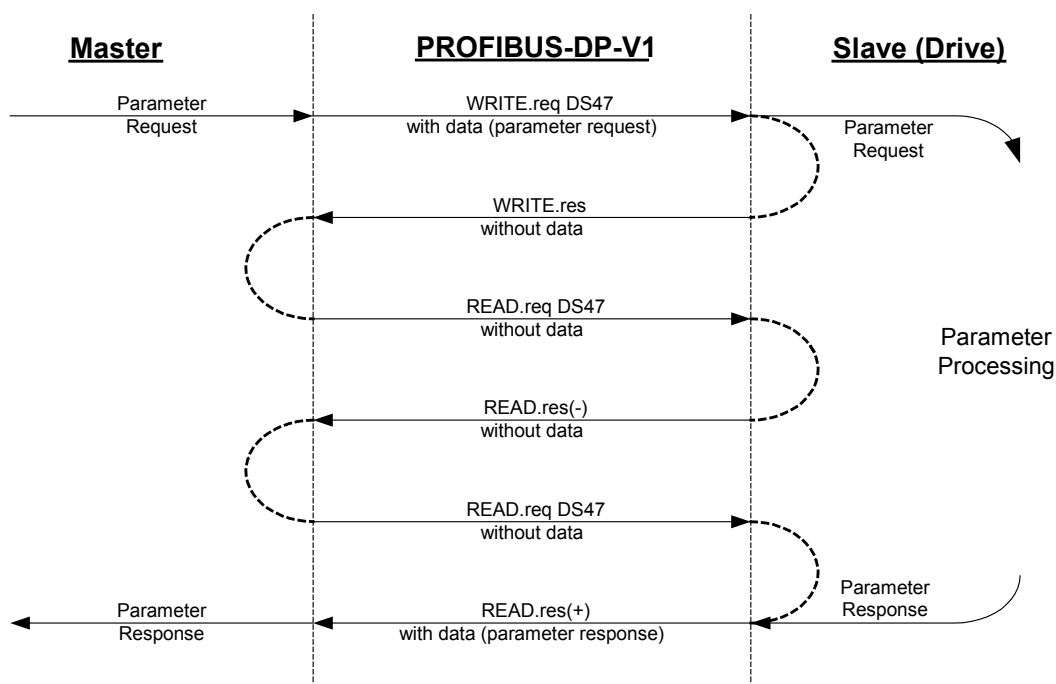 Master
PROFIBUS-DP-V1
Slave (Drive)
Parameter
Request
WRITE.req DS47
with data (parameter request)
Parameter
Request
WRITE.res
without data
READ.req DS47
without data
Parameter
Processing
READ.res(-)
without data
READ.req DS47
without data
Parameter
Response
READ.res(+)
with data (parameter response)
Parameter
Response